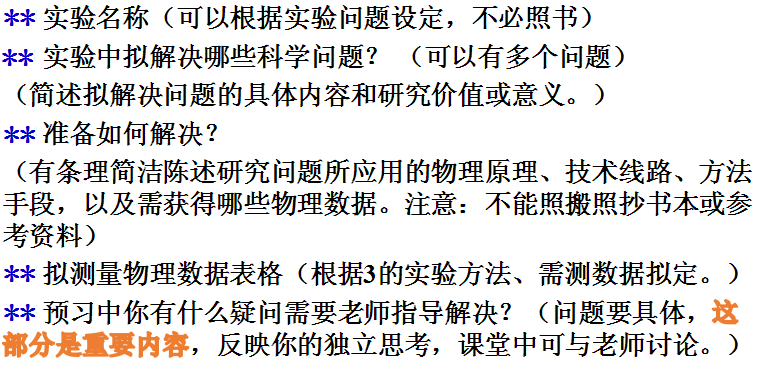 ** 实验名称（可以根据实验问题设定，不必照书）
** 实验中拟解决哪些科学问题？（可以有多个问题）
（简述拟解决问题的具体内容和研究价值或意义。）
** 准备如何解决？
（有条理简洁陈述研究问题所应用的物理原理、技术线路、方法
手段，以及需获得哪些物理数据。注意：不能照搬照抄书本或参
考资料）
** 拟测量物理数据表格（根据3的实验方法、需测数据拟定。）
** 预习中你有什么疑问需要老师指导解决？（问题要具体，这
部分是重要内容，反映你的独立思考，课堂中可与老师讨论。）